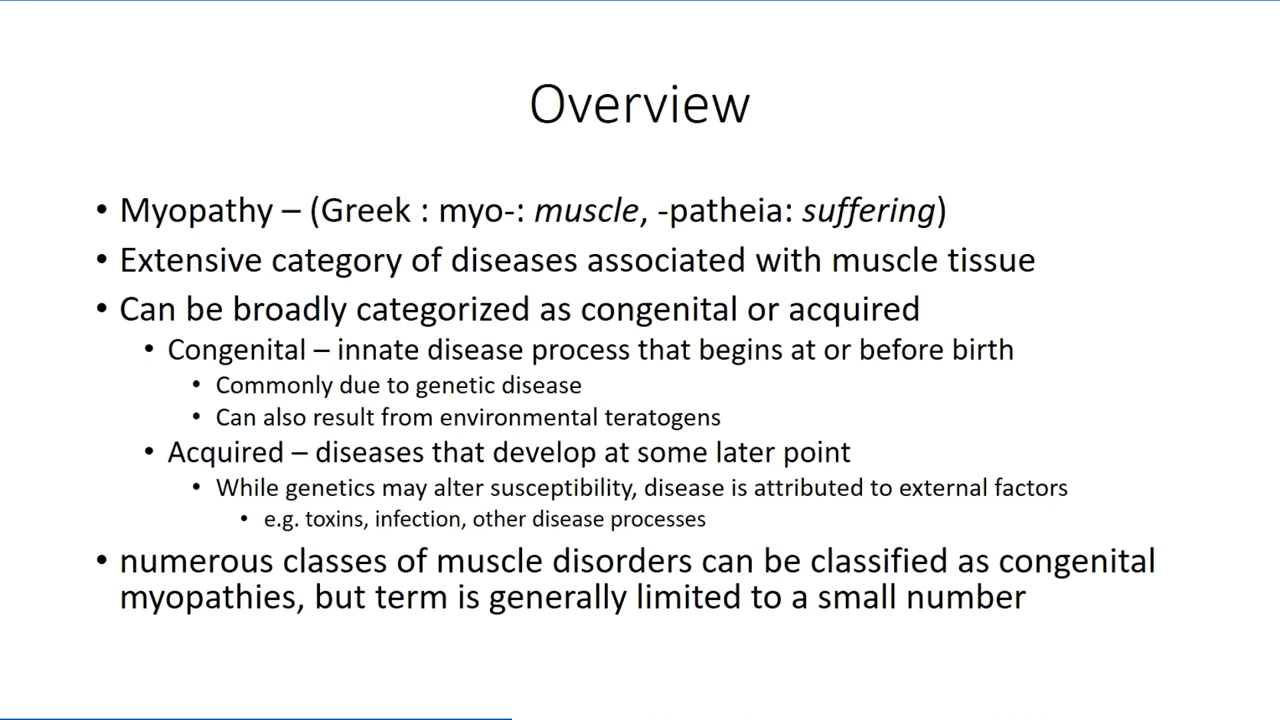 Overview
• Myopathy – (Greek : myo-: muscle, -patheia: suffering)
• Extensive category of diseases associated with muscle tissue
• Can be broadly categorized as congenital or acquired
• Congenital – innate disease process that begins at or before birth
• Commonly due to genetic disease
• Can also result from environmental teratogens
• Acquired – diseases that develop at some later point
• While genetics may alter susceptibility, disease is attributed to external factors
• e.g. toxins, infection, other disease processes
• numerous classes of muscle disorders can be classified as congenital
myopathies, but term is generally limited to a small number